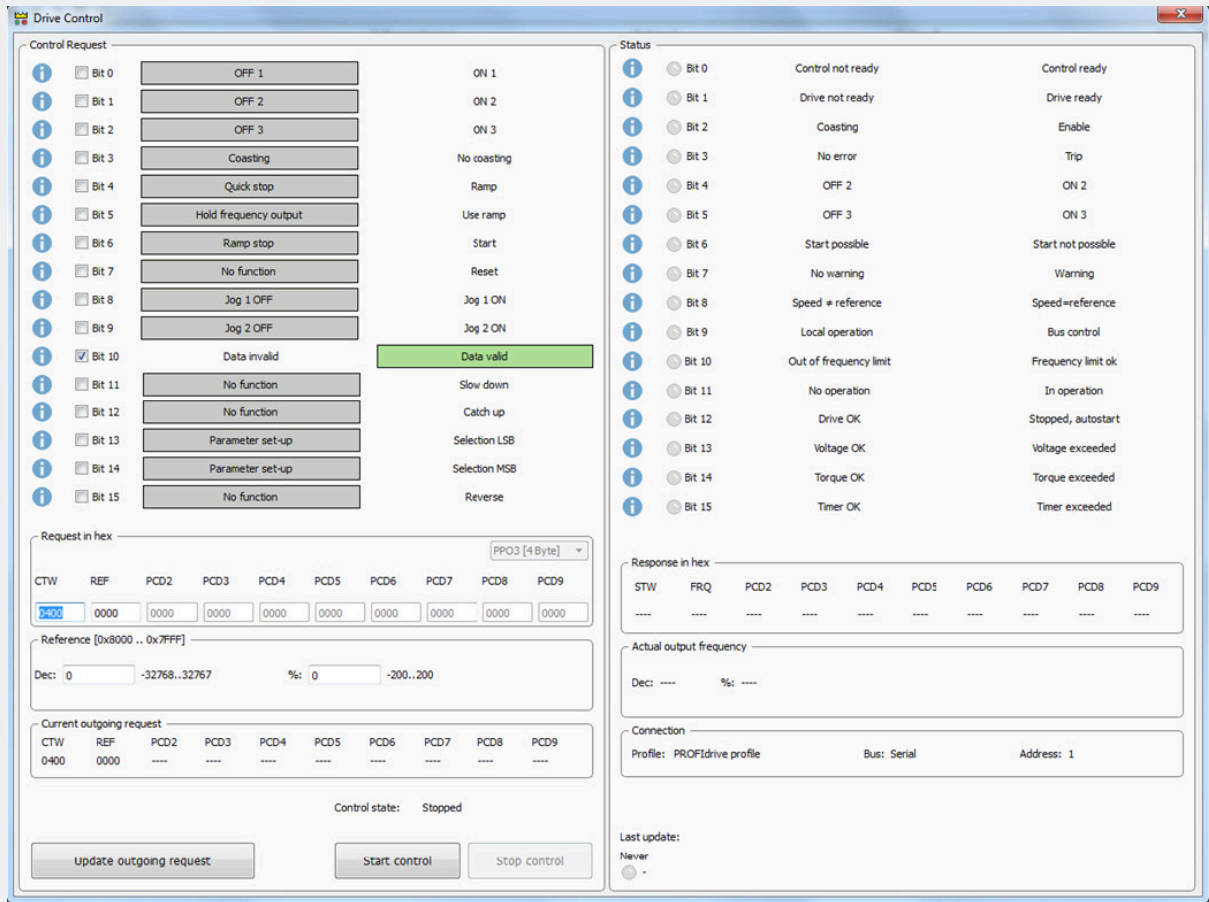 Drive Control
Control Request
Bit 0 OFF 1 ON 1
Bit 1 OFF 2 ON 2
Bit 2 OFF 3 ON 3
Bit 3 Coasting No coasting
Bit 4 Quick stop Ramp
Bit 5 Hold frequency output Use ramp
Bit 6 Ramp stop Start
Bit 7 No function Reset
Bit 8 Jog 1 OFF Jog 1 ON
Bit 9 Jog 2 OFF Jog 2 ON
Bit 10 Data invalid Data valid
Bit 11 No function Slow down
Bit 12 No function Catch up
Bit 13 Parameter set-up Selection LSB
Bit 14 Parameter set-up Selection MSB
Bit 15 No function Reverse
Request in hex
PPO3 [4 Byte]
CTW REF PCD2 PCD3 PCD4 PCD5 PCD6 PCD7 PCD8 PCD9
0400 0000 0000 0000 0000 0000 0000 0000 0000 0000
Reference [0x8000 .. 0x7FFF]
Dec: 0 -32768..32767 %: 0 -200..200
Current outgoing request
CTW REF PCD2 PCD3 PCD4 PCD5 PCD6 PCD7 PCD8 PCD9
0400 0000 ---- ---- ---- ---- ---- ---- ---- ----
Control state: Stopped
Update outgoing request Start control Stop control
Status
Bit 0 Control not ready Control ready
Bit 1 Drive not ready Drive ready
Bit 2 Coasting Enable
Bit 3 No error Trip
Bit 4 OFF 2 ON 2
Bit 5 OFF 3 ON 3
Bit 6 Start possible Start not possible
Bit 7 No warning Warning
Bit 8 Speed ≠ reference Speed=reference
Bit 9 Local operation Bus control
Bit 10 Out of frequency limit Frequency limit ok
Bit 11 No operation In operation
Bit 12 Drive OK Stopped, autostart
Bit 13 Voltage OK Voltage exceeded
Bit 14 Torque OK Torque exceeded
Bit 15 Timer OK Timer exceeded
Response in hex
STW FRQ PCD2 PCD3 PCD4 PCD5 PCD6 PCD7 PCD8 PCD9
---- ---- ---- ---- ---- ---- ---- ---- ---- ----
Actual output frequency
Dec: ---- %: ----
Connection
Profile: PROFIdrive profile Bus: Serial Address: 1
Last update:
Never
-